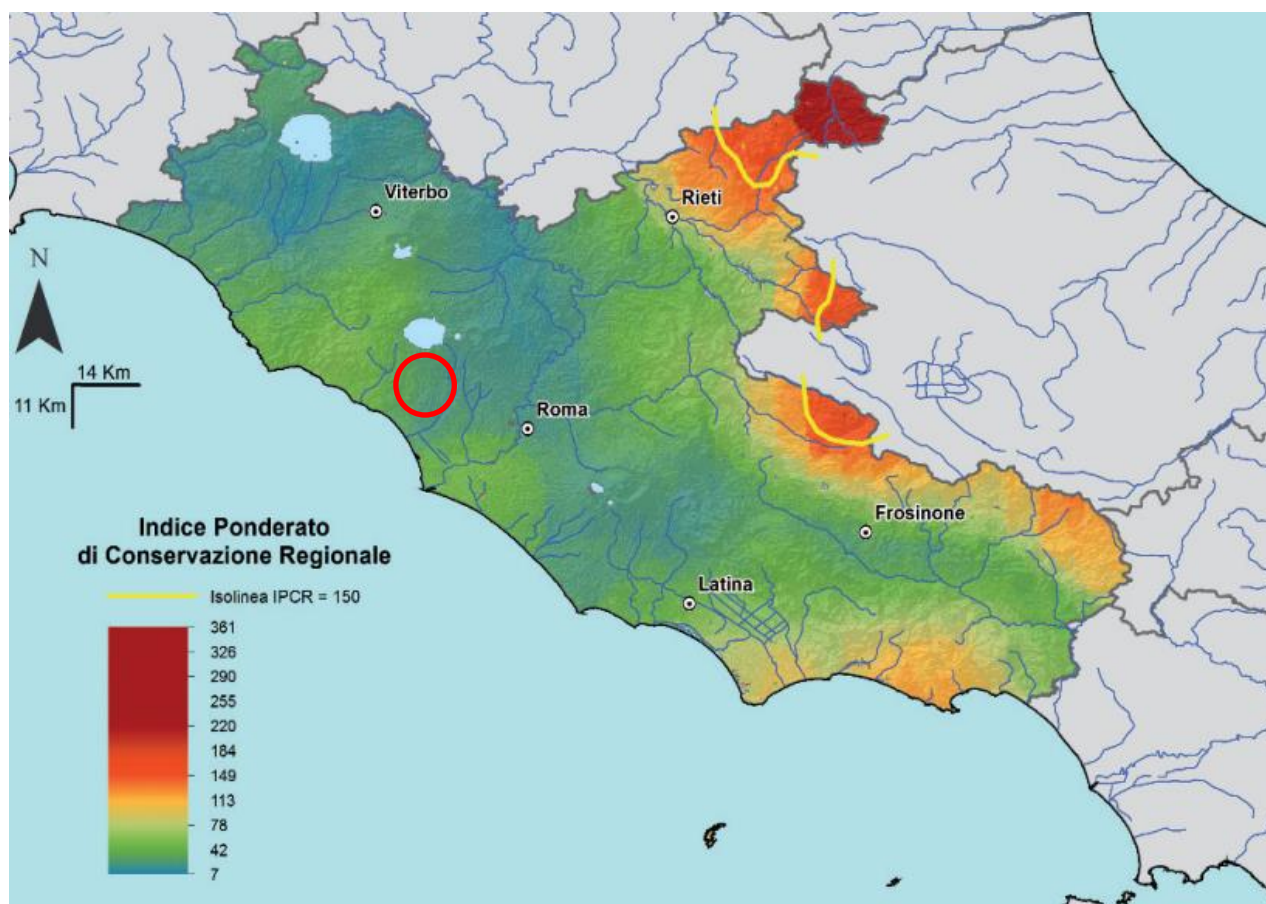 Viterbo
Rieti
N
14 Km
11 Km
Roma
Frosinone
Latina
Indice Ponderato
di Conservazione Regionale
Isolinea IPCR = 150
361
326
290
255
220
184
149
113
78
42
7